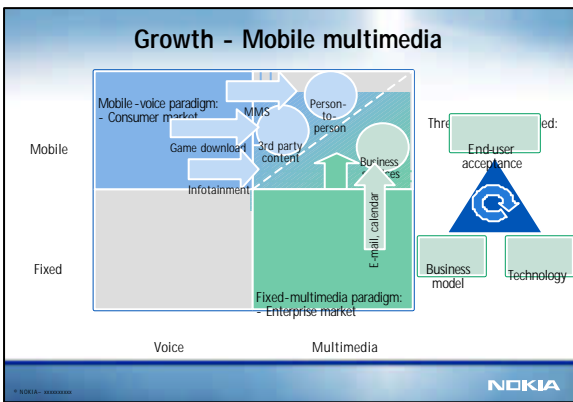 Growth - Mobile multimedia
Mobile-voice paradigm:
- Consumer market
MMS
Person-
to-
person
Game download
3rd party
content
Infotainment
Business
E-mail, calendar
Mobile
Fixed
Fixed-multimedia paradigm:
- Enterprise market
Voice
Multimedia
End-user
acceptance
Business
model
Technology
© NOKIA-
NOKIA